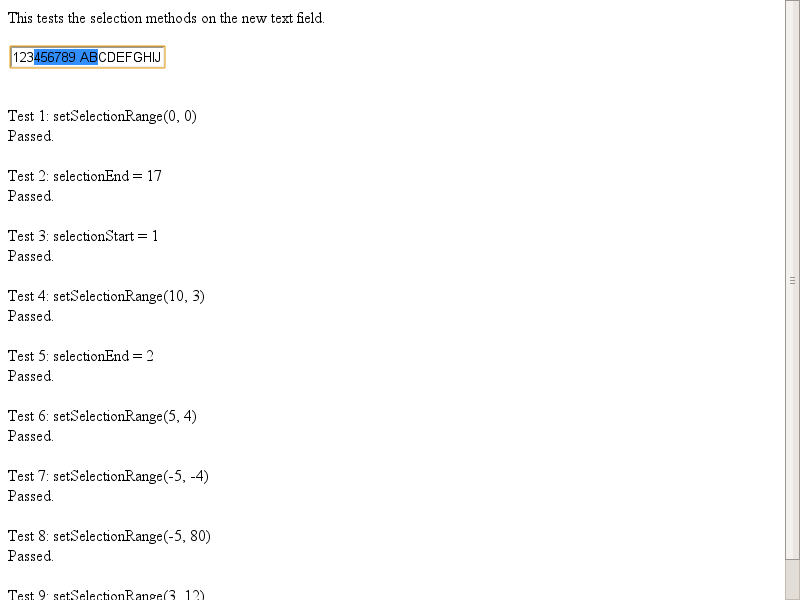 This tests the selection methods on the new text field.
123456789 ABCDEFGHIJ
Test 1: setSelectionRange(0, 0)
Passed.
Test 2: selectionEnd = 17
Passed.
Test 3: selectionStart = 1
Passed.
Test 4: setSelectionRange(10, 3)
Passed.
Test 5: selectionEnd = 2
Passed.
Test 6: setSelectionRange(5, 4)
Passed.
Test 7: setSelectionRange(-5, -4)
Passed.
Test 8: setSelectionRange(-5, 80)
Passed.
Test 9: setSelectionRange(3, 12)